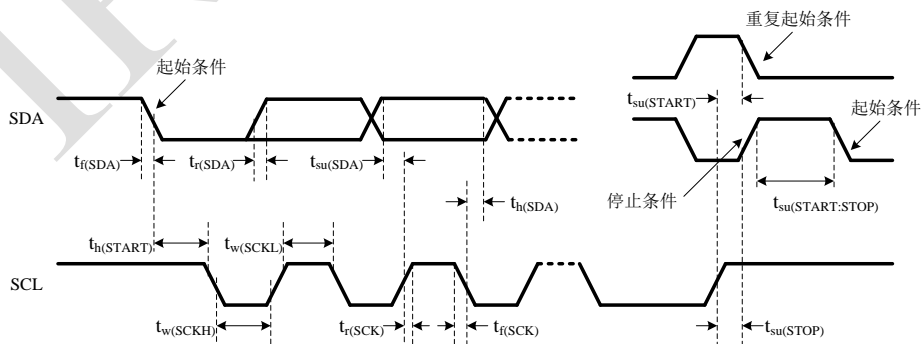 重复起始条件
起始条件
t_su(START)
SDA
起始条件
t_f(SDA)
t_r(SDA)
t_su(SDA)
停止条件
t_h(SDA)
t_su(START:STOP)
t_h(START)
t_w(SCKL)
SCL
t_w(SCKH)
t_r(SCK)
t_f(SCK)
t_su(STOP)